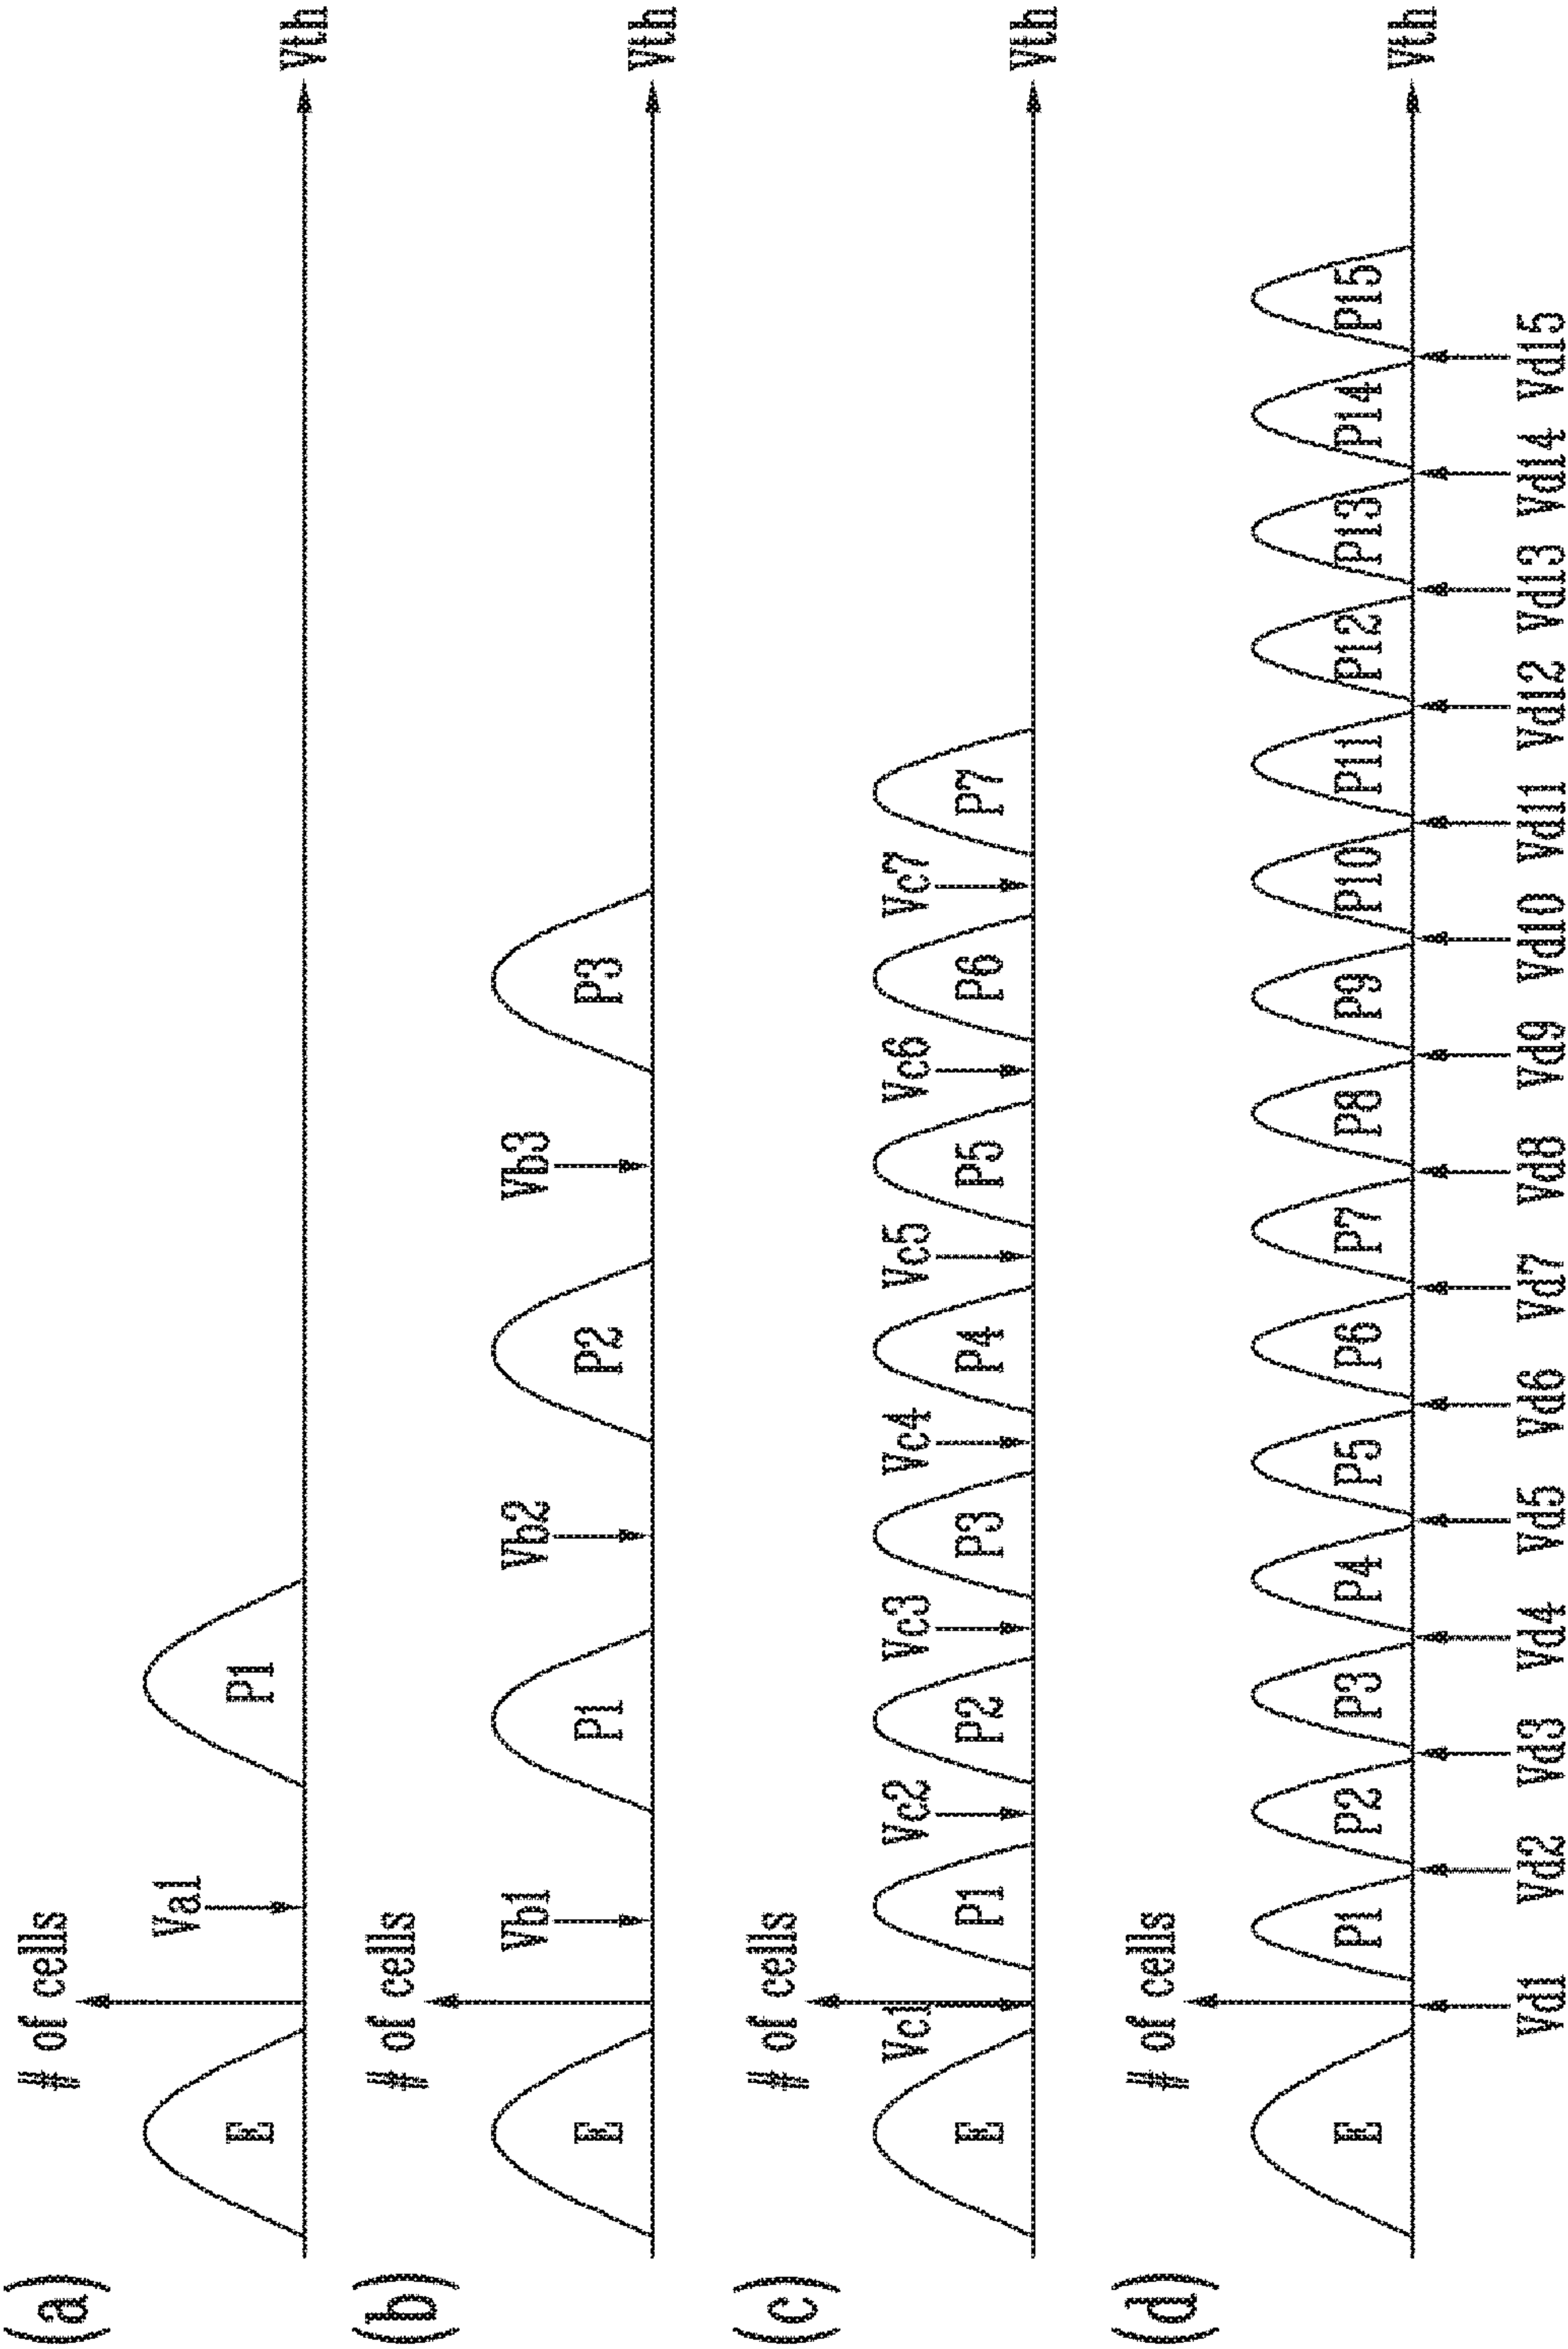 (a)
# of cells
Va1
E P1
Vth
(b)
# of cells
Vb1 Vb2 Vb3
E P1 P2 P3
Vth
(c)
# of cells
Vc1 Vc2 Vc3 Vc4 Vc5 Vc6 Vc7
E P1 P2 P3 P4 P5 P6 P7
Vth
(d)
# of cells
E P1 P2 P3 P4 P5 P6 P7 P8 P9 P10 P11 P12 P13 P14 P15
Vth
Vd1 Vd2 Vd3 Vd4 Vd5 Vd6 Vd7 Vd8 Vd9 Vd10 Vd11 Vd12 Vd13 Vd14 Vd15